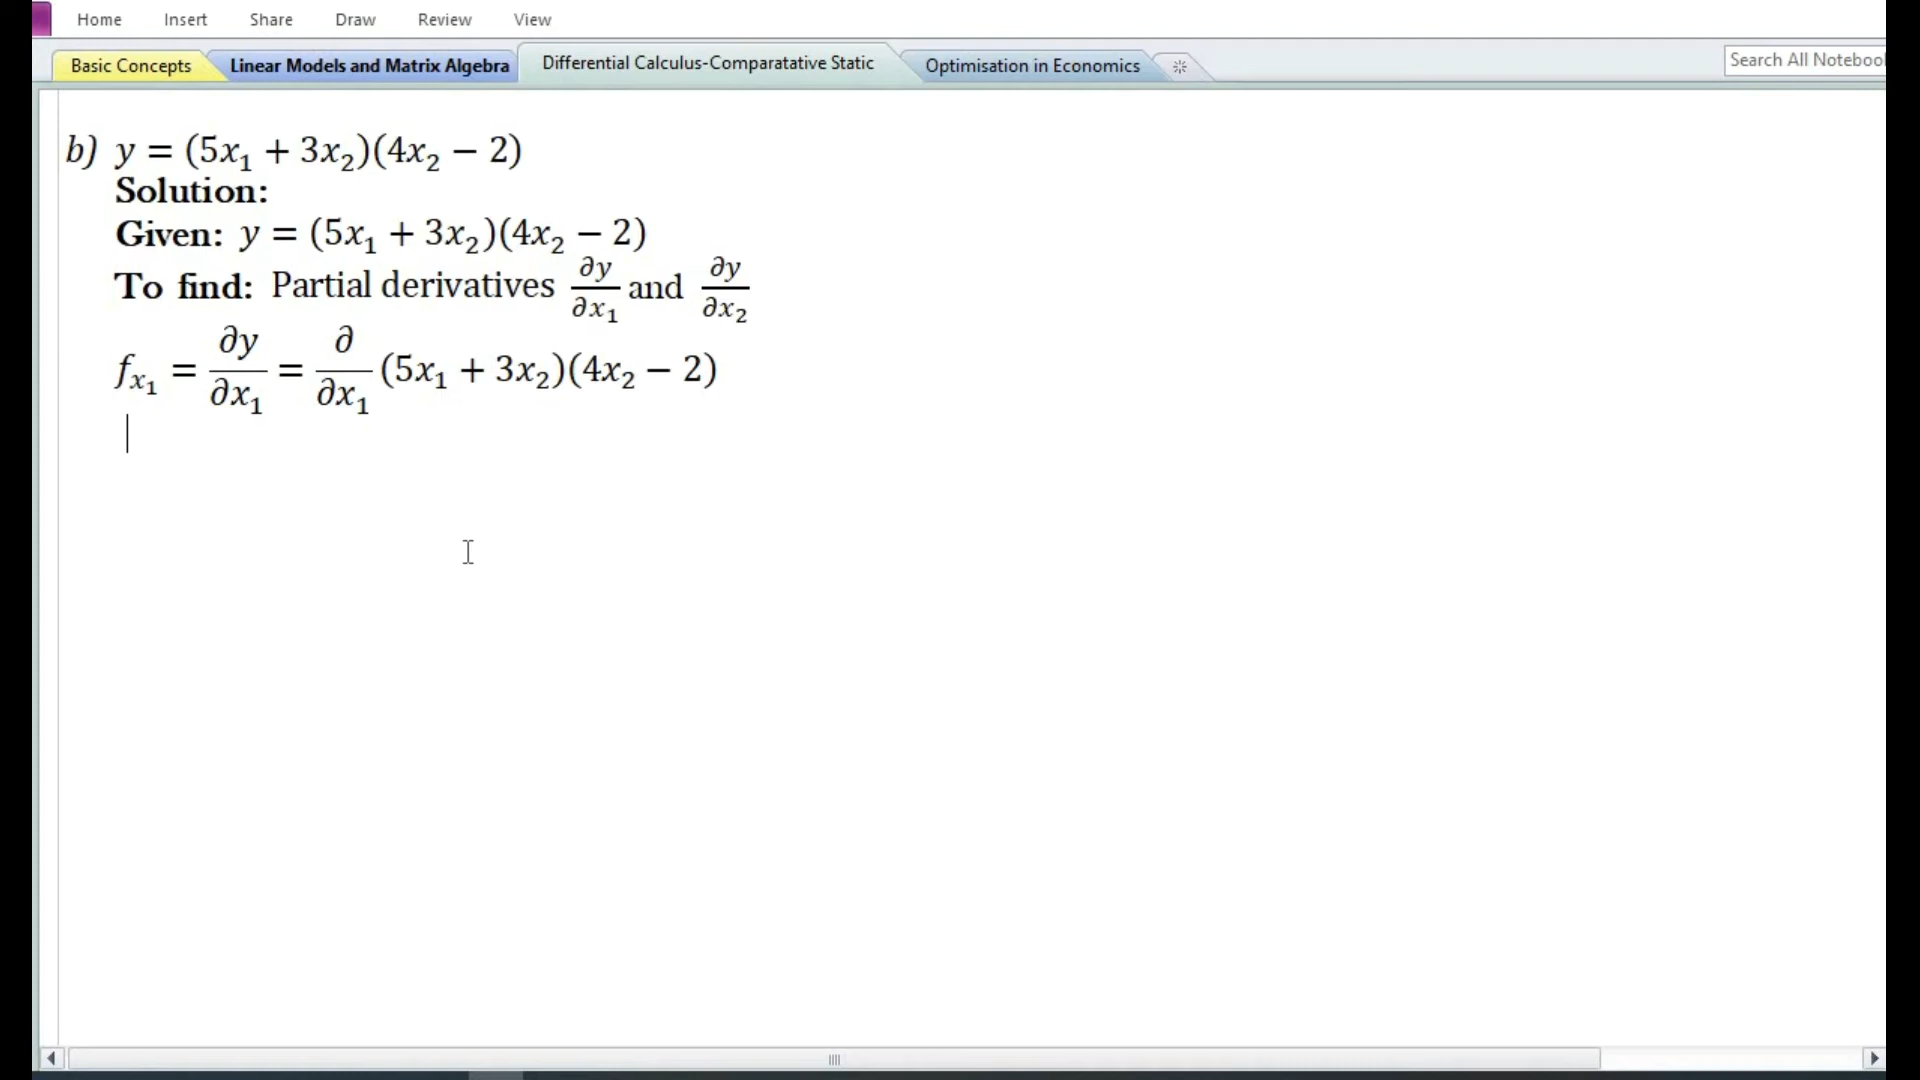 Home Insert Share Draw Review View
Basic Concepts Linear Models and Matrix Algebra Differential Calculus-Comparatative Static Optimisation in Economics Search All Noteboo
b) y = (5x₁ + 3x₂)(4x₂ − 2)
Solution:
Given: y = (5x₁ + 3x₂)(4x₂ − 2)
To find: Partial derivatives ∂y/∂x₁ and ∂y/∂x₂
f_{x₁} = ∂y/∂x₁ = ∂/∂x₁ (5x₁ + 3x₂)(4x₂ − 2)